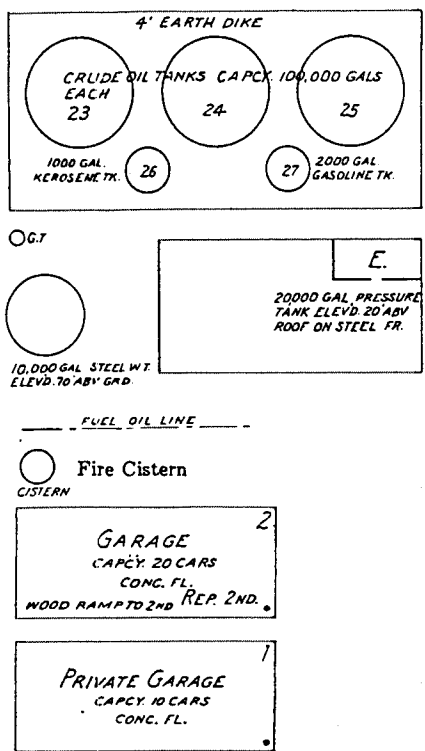 4' EARTH DIKE
CRUDE OIL TANKS CAPCY. 100,000 GALS
EACH
23
24
25
1000 GAL.
KEROSENE TK.
26
27
2000 GAL.
GASOLINE TK.
G.T
E.
20,000 GAL. PRESSURE
TANK ELEV'D. 20' ABV
ROOF ON STEEL FR.
10,000 GAL STEEL W.T.
ELEV'D. 70' ABV GRD.
FUEL OIL LINE
Fire Cistern
CISTERN
2
GARAGE
CAPCY. 20 CARS
CONC. FL.
WOOD RAMP TO 2ND REP. 2ND.
1
PRIVATE GARAGE
CAPCY. 10 CARS
CONC. FL.